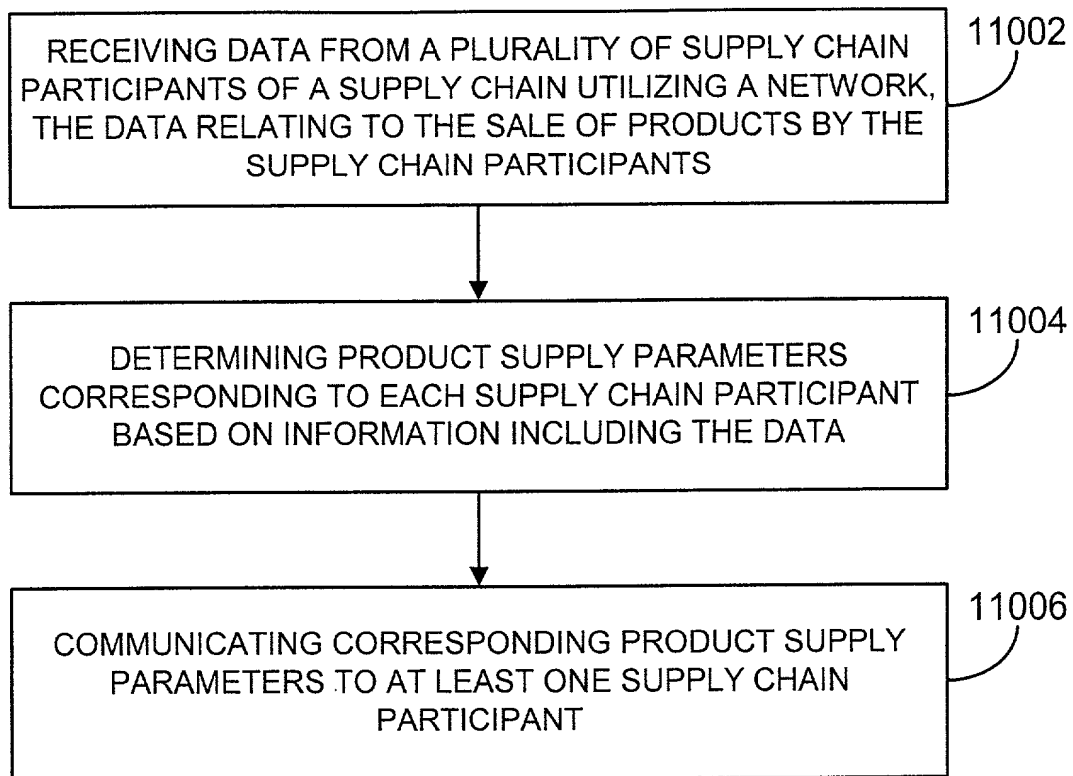 RECEIVING DATA FROM A PLURALITY OF SUPPLY CHAIN
PARTICIPANTS OF A SUPPLY CHAIN UTILIZING A NETWORK,
THE DATA RELATING TO THE SALE OF PRODUCTS BY THE
SUPPLY CHAIN PARTICIPANTS
11002
DETERMINING PRODUCT SUPPLY PARAMETERS
CORRESPONDING TO EACH SUPPLY CHAIN PARTICIPANT
BASED ON INFORMATION INCLUDING THE DATA
11004
COMMUNICATING CORRESPONDING PRODUCT SUPPLY
PARAMETERS TO AT LEAST ONE SUPPLY CHAIN
PARTICIPANT
11006